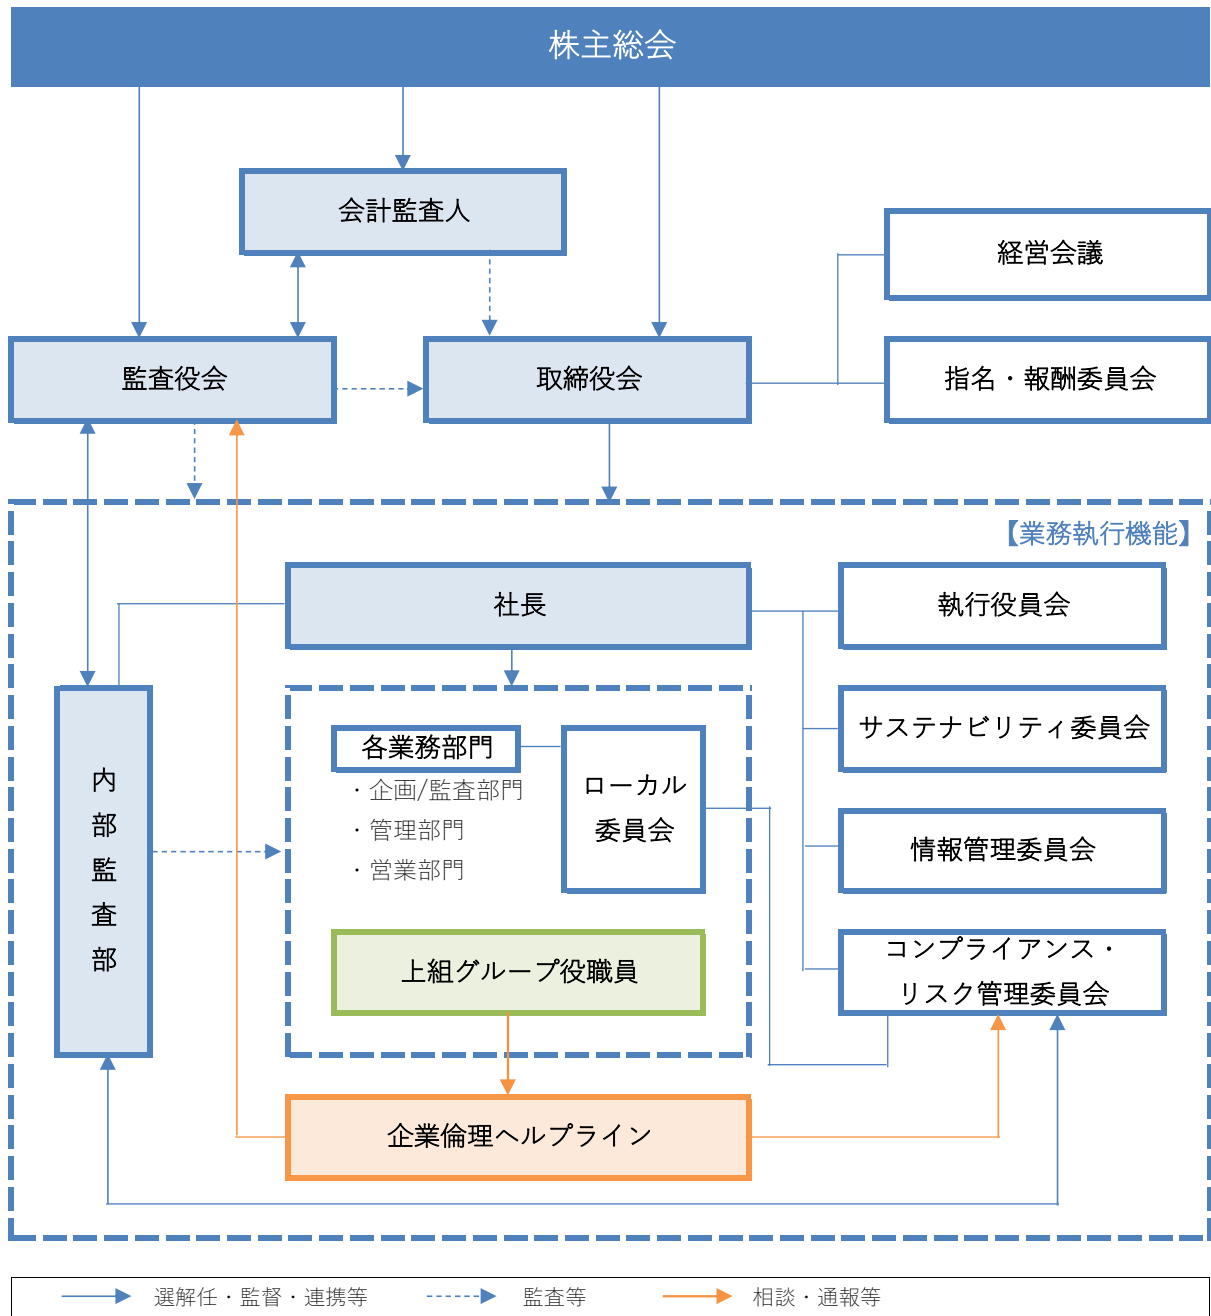 株主総会
会計監査人
経営会議
監査役会
取締役会
指名・報酬委員会
【業務執行機能】
社長
執行役員会
サステナビリティ委員会
各業務部門
・企画/監査部門
・管理部門
・営業部門
ローカル
委員会
内
部
監
査
部
情報管理委員会
上組グループ役職員
コンプライアンス・
リスク管理委員会
企業倫理ヘルプライン
選解任・監督・連携等
監査等
相談・通報等